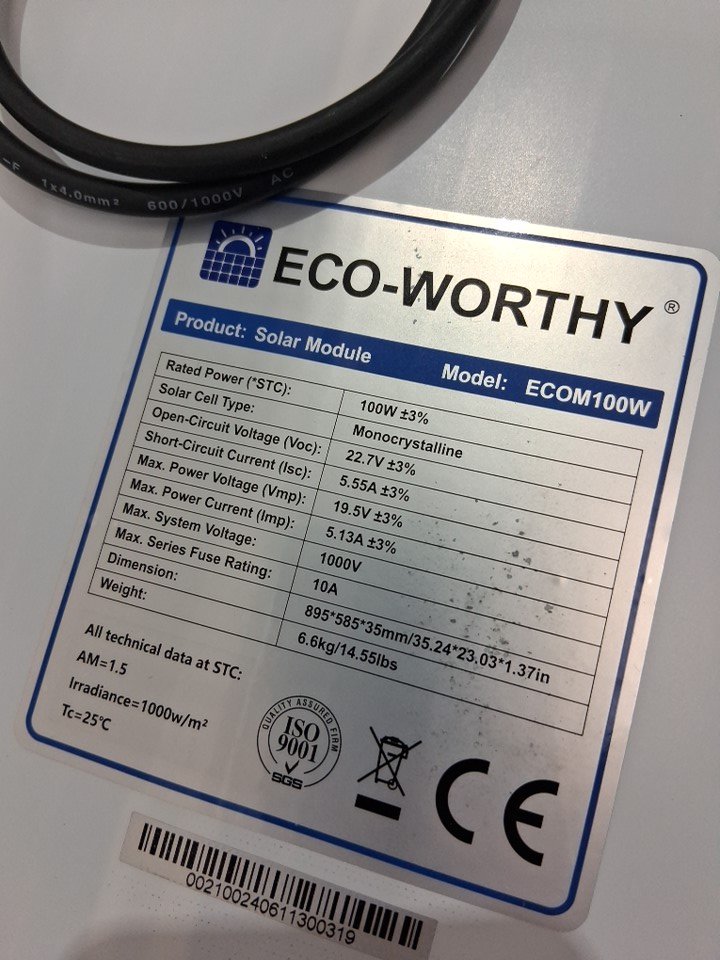 -F 1x4.0mm² 600/1000V AC
ECO-WORTHY®
Product: Solar Module Model: ECOM100W
Rated Power (*STC): 100W ±3%
Solar Cell Type: Monocrystalline
Open-Circuit Voltage (Voc): 22.7V ±3%
Short-Circuit Current (Isc): 5.55A ±3%
Max. Power Voltage (Vmp): 19.5V ±3%
Max. Power Current (Imp): 5.13A ±3%
Max. System Voltage: 1000V
Max. Series Fuse Rating: 10A
Dimension: 895*585*35mm/35.24*23.03*1.37in
Weight: 6.6kg/14.55lbs
All technical data at STC:
AM=1.5
Irradiance=1000w/m²
Tc=25℃
QUALITY ASSURED FIRM
ISO
9001
SGS
CE
002100240611300319